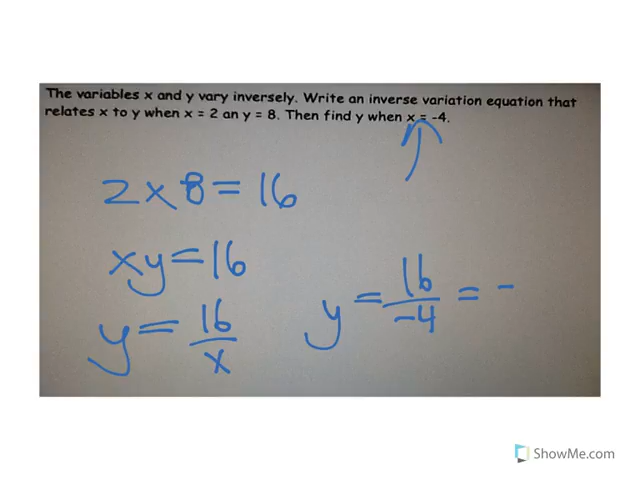 The variables x and y vary inversely. Write an inverse variation equation that
relates x to y when x = 2 an y = 8. Then find y when x = -4.
2 x 8 = 16
xy = 16
y = 16/x
y = 16/-4 = -
ShowMe.com